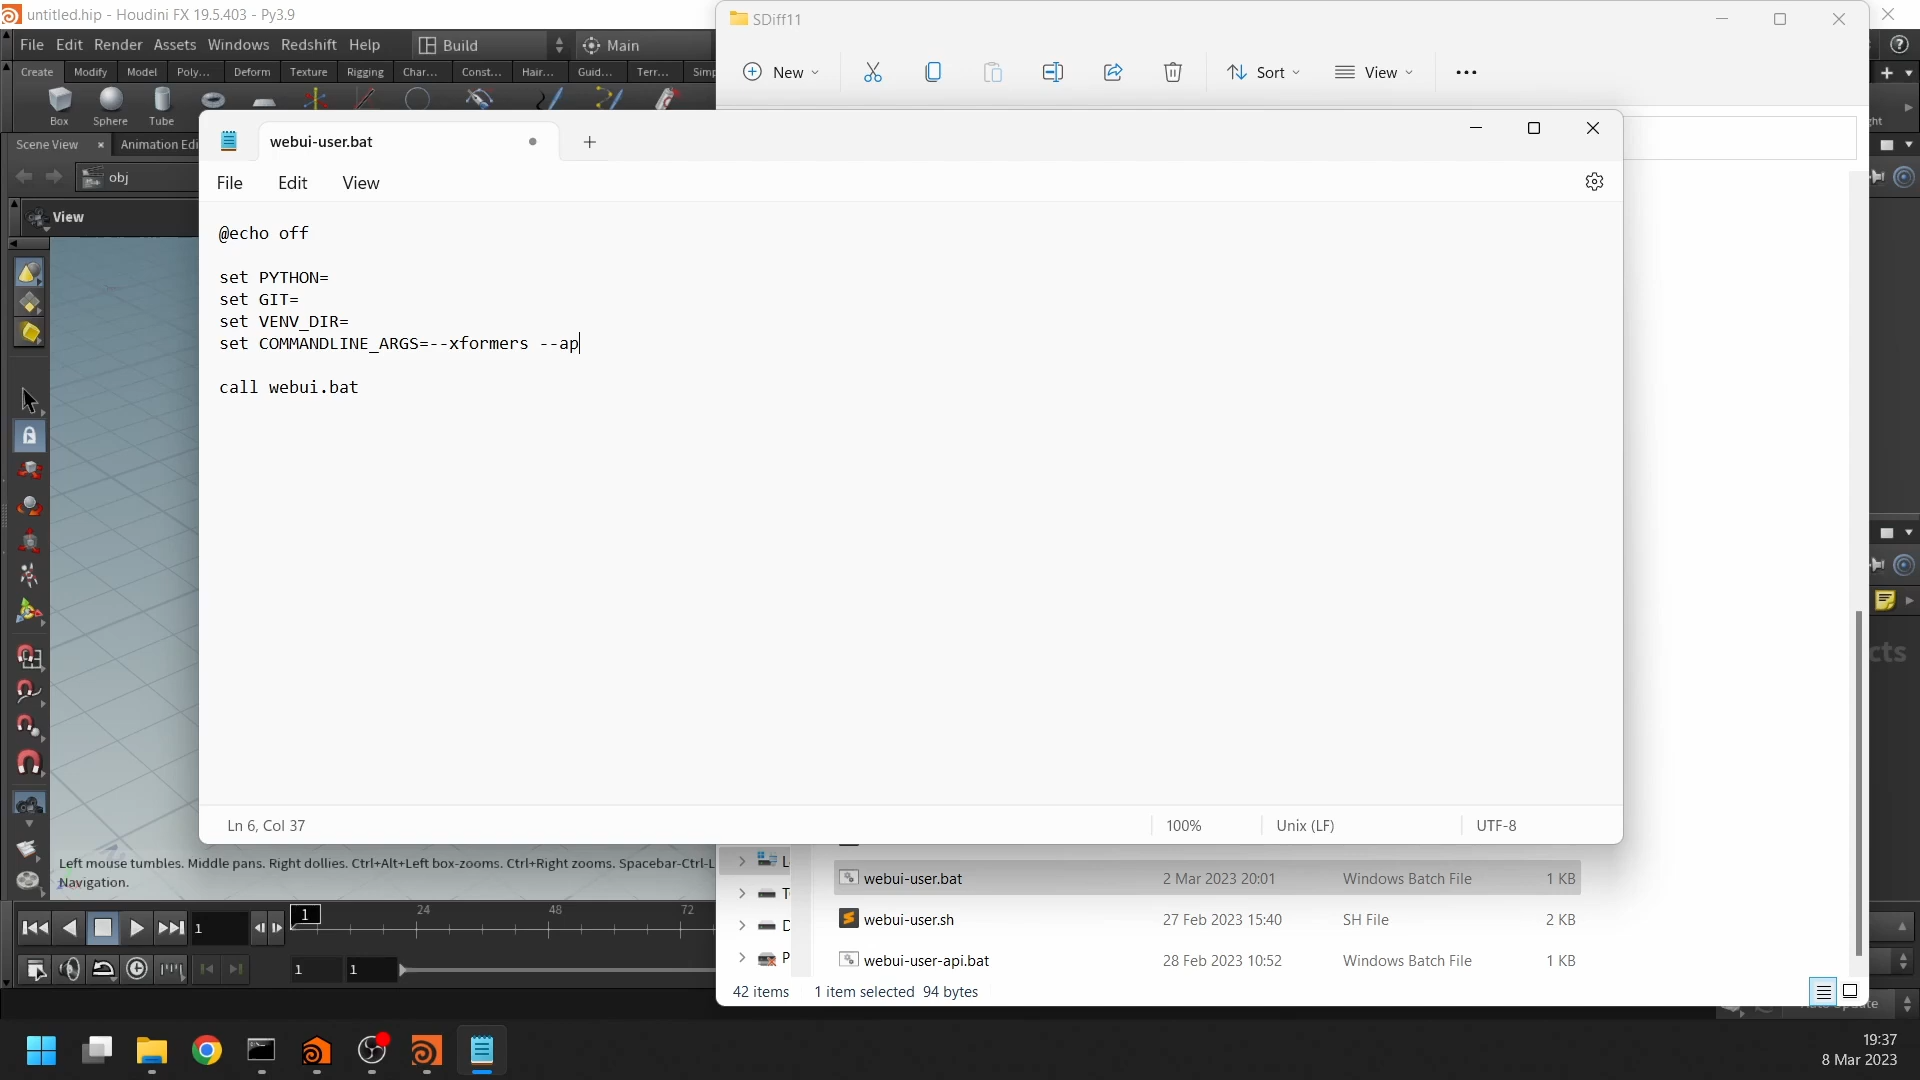 untitled.hip - Houdini FX 19.5.403 - Py3.9
File Edit Render Assets Windows Redshift Help Build Main
Create Modify Model Poly... Deform Texture Rigging Char... Const... Hair... Guid... Terr...
Box Sphere Tube
Scene View
obj
View
SDiff11
New Sort View
webui-user.bat
File Edit View
@echo off
set PYTHON=
set GIT=
set VENV_DIR=
set COMMANDLINE_ARGS=--xformers --ap
call webui.bat
Ln 6, Col 37 100% Unix (LF) UTF-8
Left mouse tumbles. Middle pans. Right dollies. Ctrl+Alt+Left box-zooms. Ctrl+Right zooms. Spacebar-Ctrl-L
Navigation.
webui-user.bat 2 Mar 2023 20:01 Windows Batch File 1 KB
webui-user.sh 27 Feb 2023 15:40 SH File 2 KB
webui-user-api.bat 28 Feb 2023 10:52 Windows Batch File 1 KB
42 items 1 item selected 94 bytes
1 1 24 48 72
1 1
19:37
8 Mar 2023